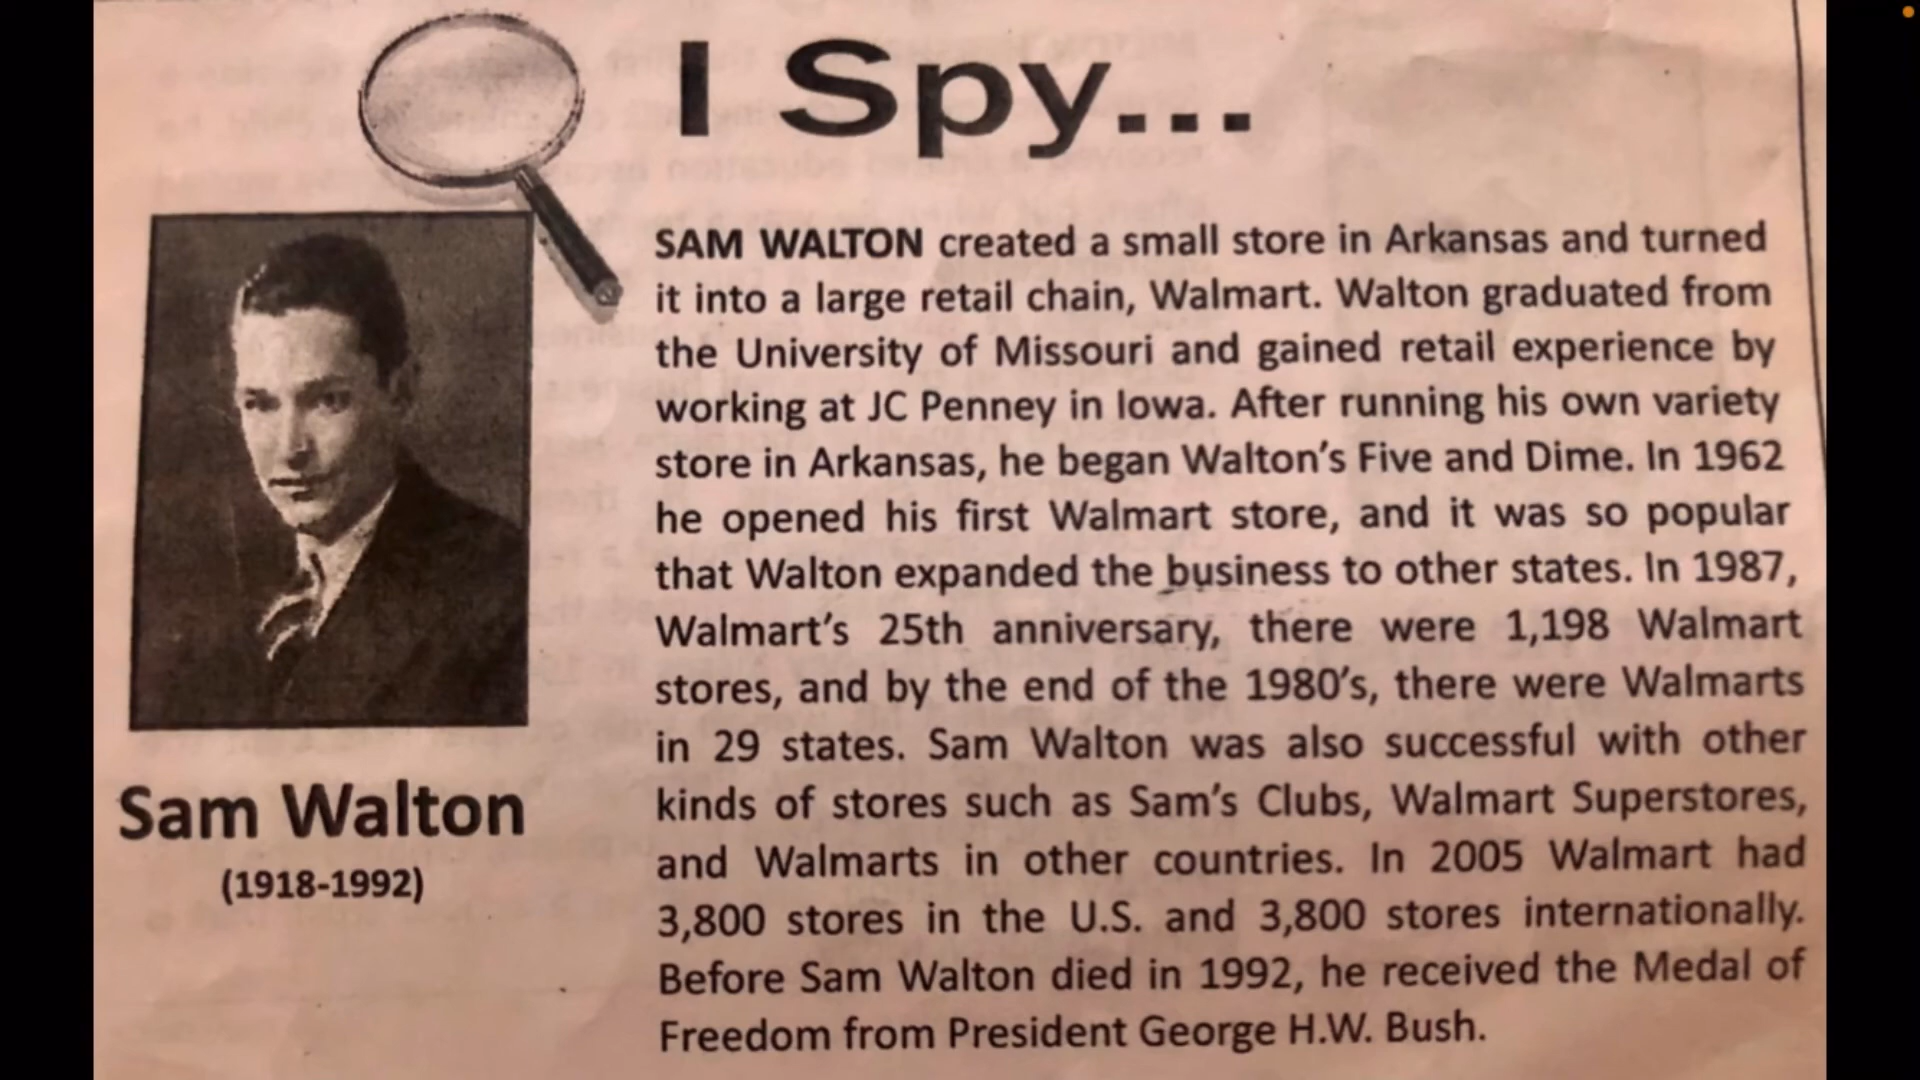 I Spy...
SAM WALTON created a small store in Arkansas and turned
it into a large retail chain, Walmart. Walton graduated from
the University of Missouri and gained retail experience by
working at JC Penney in Iowa. After running his own variety
store in Arkansas, he began Walton's Five and Dime. In 1962
he opened his first Walmart store, and it was so popular
that Walton expanded the business to other states. In 1987,
Walmart's 25th anniversary, there were 1,198 Walmart
stores, and by the end of the 1980's, there were Walmarts
in 29 states. Sam Walton was also successful with other
kinds of stores such as Sam's Clubs, Walmart Superstores,
and Walmarts in other countries. In 2005 Walmart had
3,800 stores in the U.S. and 3,800 stores internationally.
Before Sam Walton died in 1992, he received the Medal of
Freedom from President George H.W. Bush.
Sam Walton
(1918-1992)